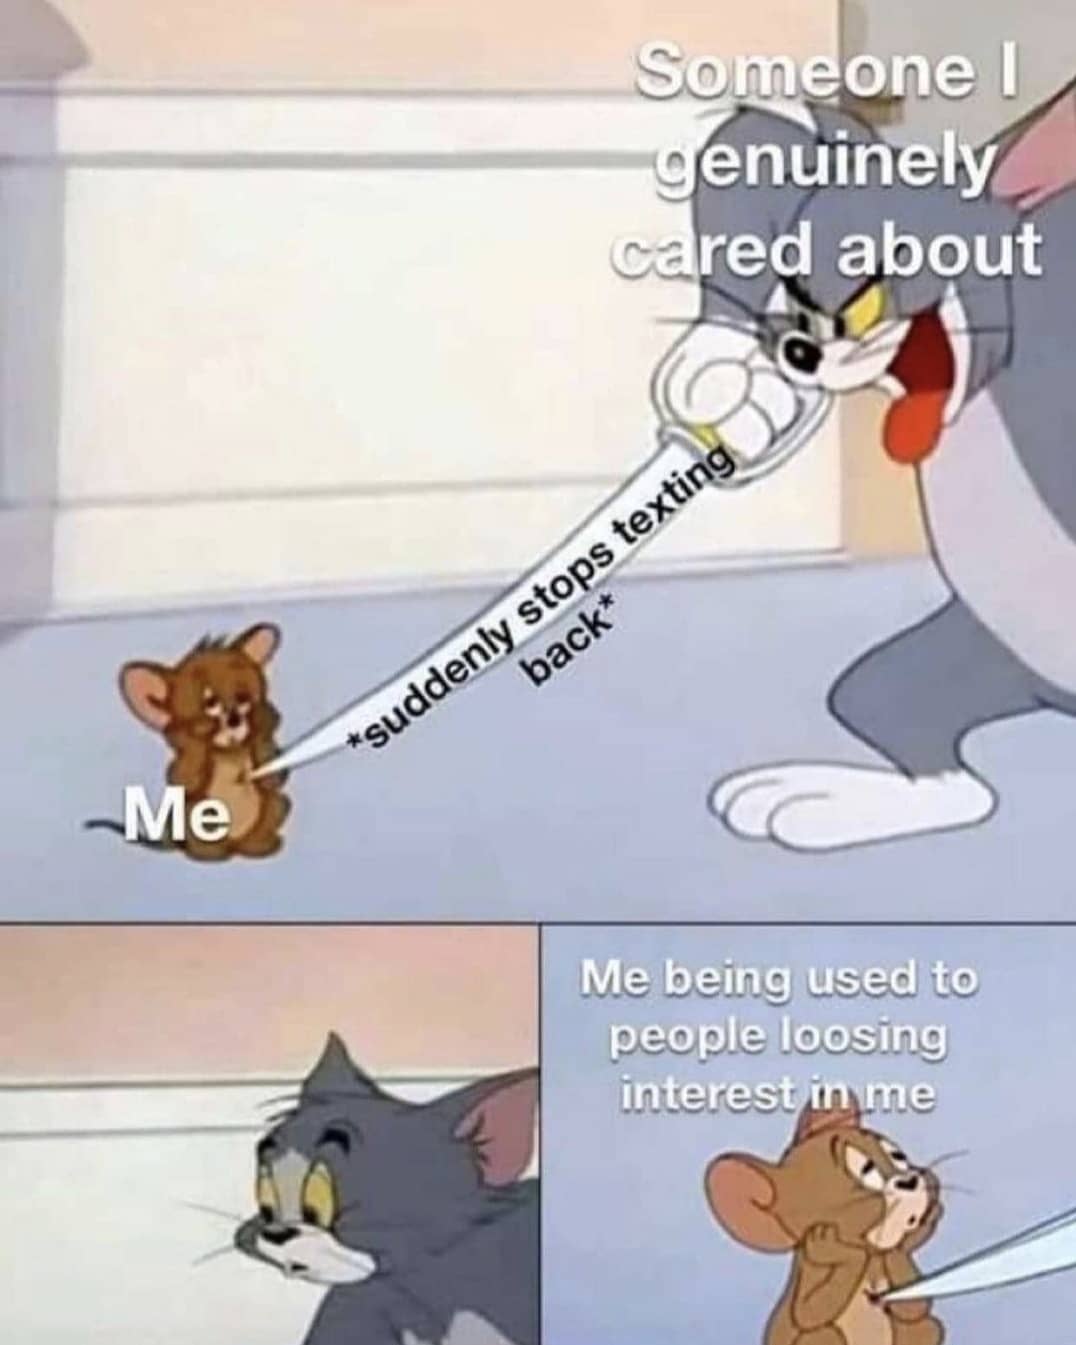 Someone I
genuinely
cared about
*suddenly stops texting
back*
Me
Me being used to
people loosing
interest in me